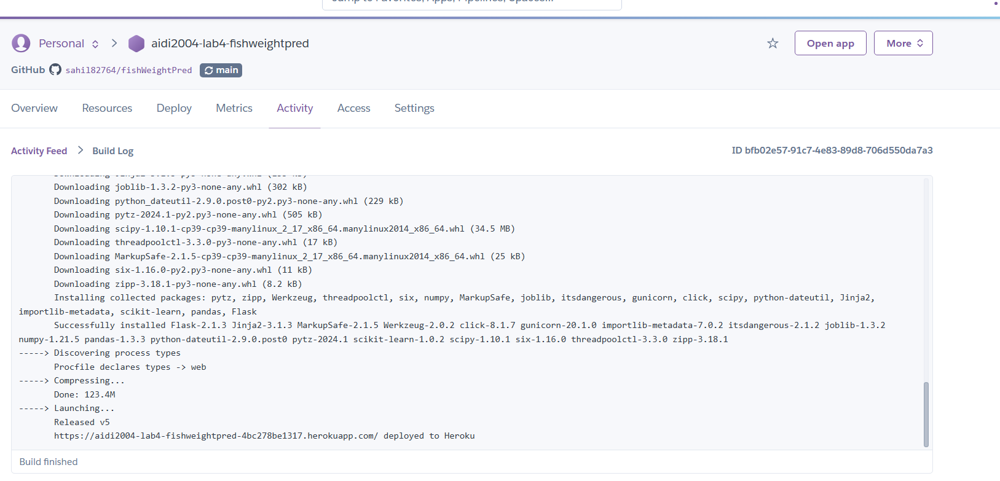 Jump to Favorites, Apps, Pipelines, Spaces...
Personal aidi2004-lab4-fishweightpred
Open app
More
GitHub sahil82764/fishWeightPred main
Overview Resources Deploy Metrics Activity Access Settings
Activity Feed Build Log
ID bfb02e57-91c7-4e83-89d8-706d550da7a3
Downloading joblib-1.3.2-py3-none-any.whl (302 kB)
Downloading python_dateutil-2.9.0.post0-py2.py3-none-any.whl (229 kB)
Downloading pytz-2024.1-py2.py3-none-any.whl (505 kB)
Downloading scipy-1.10.1-cp39-cp39-manylinux_2_17_x86_64.manylinux2014_x86_64.whl (34.5 MB)
Downloading threadpoolctl-3.3.0-py3-none-any.whl (17 kB)
Downloading MarkupSafe-2.1.5-cp39-cp39-manylinux_2_17_x86_64.manylinux2014_x86_64.whl (25 kB)
Downloading six-1.16.0-py2.py3-none-any.whl (11 kB)
Downloading zipp-3.18.1-py3-none-any.whl (8.2 kB)
Installing collected packages: pytz, zipp, Werkzeug, threadpoolctl, six, numpy, MarkupSafe, joblib, itsdangerous, gunicorn, click, scipy, python-dateutil, Jinja2,
importlib-metadata, scikit-learn, pandas, Flask
Successfully installed Flask-2.1.3 Jinja2-3.1.3 MarkupSafe-2.1.5 Werkzeug-2.0.2 click-8.1.7 gunicorn-20.1.0 importlib-metadata-7.0.2 itsdangerous-2.1.2 joblib-1.3.2
numpy-1.21.5 pandas-1.3.3 python-dateutil-2.9.0.post0 pytz-2024.1 scikit-learn-1.0.2 scipy-1.10.1 six-1.16.0 threadpoolctl-3.3.0 zipp-3.18.1
-----> Discovering process types
Procfile declares types -> web
-----> Compressing...
Done: 123.4M
-----> Launching...
Released v5
https://aidi2004-lab4-fishweightpred-4bc278be1317.herokuapp.com/ deployed to Heroku
Build finished